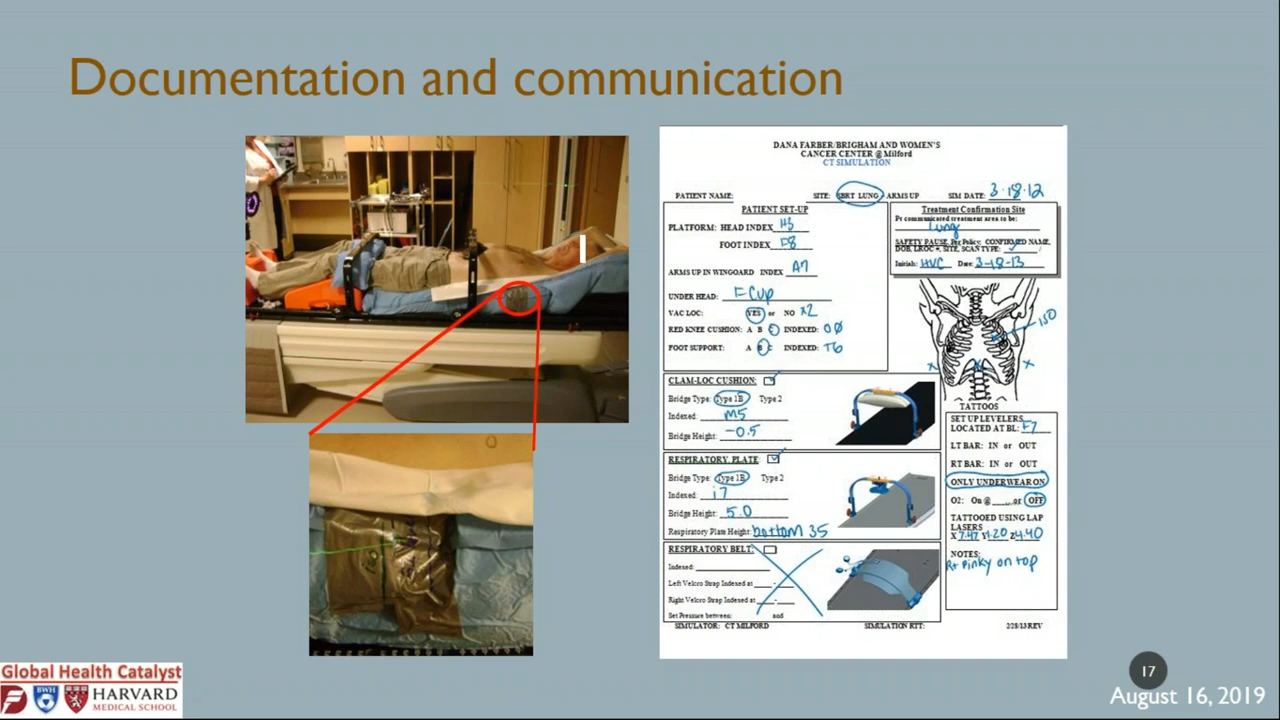 Documentation and communication
DANA FARBER/BRIGHAM AND WOMEN'S
CANCER CENTER @ Milford
CT SIMULATION
PATIENT NAME:
SITE: SBRT LUNG ARMS UP
SIM DATE: 3-18-12
PATIENT SET-UP
PLATFORM: HEAD INDEX H3
FOOT INDEX F8
ARMS UP IN WINGOARD INDEX A7
UNDER HEAD: F Cup
VAC LOC: YES or NO x2
RED KNEE CUSHION: A B C INDEXED: 00
FOOT SUPPORT: A B C INDEXED: T6
Treatment Confirmation Site
Pt communicated treatment area to be:
Lung
SAFETY PAUSE, Per Policy: CONFIRMED NAME,
DOB, LROC +, SITE, SCAN TYPE:
Initials: HVC Date: 3-18-13
150
X X X
CLAM-LOC CUSHION:
Bridge Type: Type 1B Type 2
Indexed: M5
Bridge Height: -0.5
RESPIRATORY PLATE
Bridge Type: Type 1B Type 2
Indexed: i7
Bridge Height: 5.0
Respiratory Plate Height: bottom 35
RESPIRATORY BELT:
Indexed:
Left Velcro Strap Indexed at
Right Velcro Strap Indexed at
Set Pressure between: and
TATTOOS
SET UP LEVELERS
LOCATED AT BL: F7
LT BAR: IN or OUT
RT BAR: IN or OUT
ONLY UNDERWEAR ON
O2: On @ or OFF
TATTOOED USING LAP
LASERS
X 7.47 Y 1.20 Z 4.40
NOTES:
Rt Pinky on top
SIMULATOR: CT MILFORD
SIMULATION RTT:
2/28/13 REV
Global Health Catalyst
BWH
HARVARD
MEDICAL SCHOOL
17
August 16, 2019